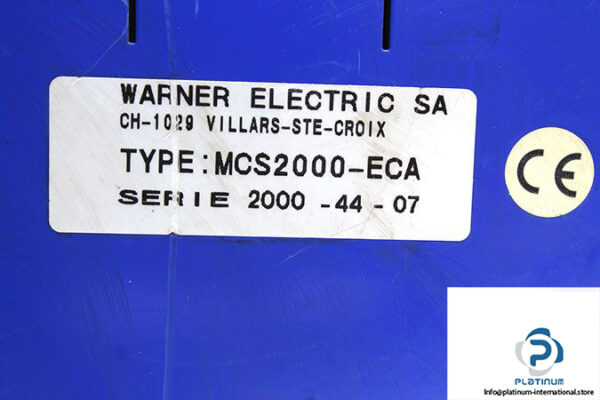 WARNER ELECTRIC SA
CH-1029 VILLARS-STE-CROIX
TYPE: MCS2000-ECA
SERIE 2000 -44 - 07
CE
PLATINUM
Info@platinum-international.store